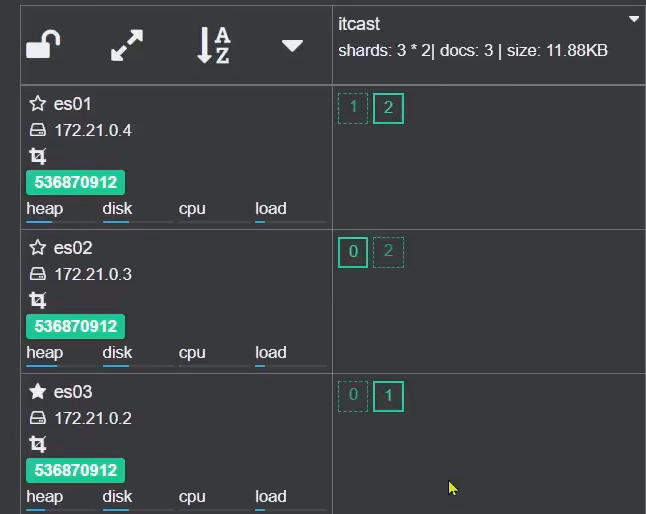 A
Z
itcast
shards: 3 * 2| docs: 3 | size: 11.88KB
es01
172.21.0.4
536870912
heap disk cpu load
1 2
es02
172.21.0.3
536870912
heap disk cpu load
0 2
es03
172.21.0.2
536870912
heap disk cpu load
0 1